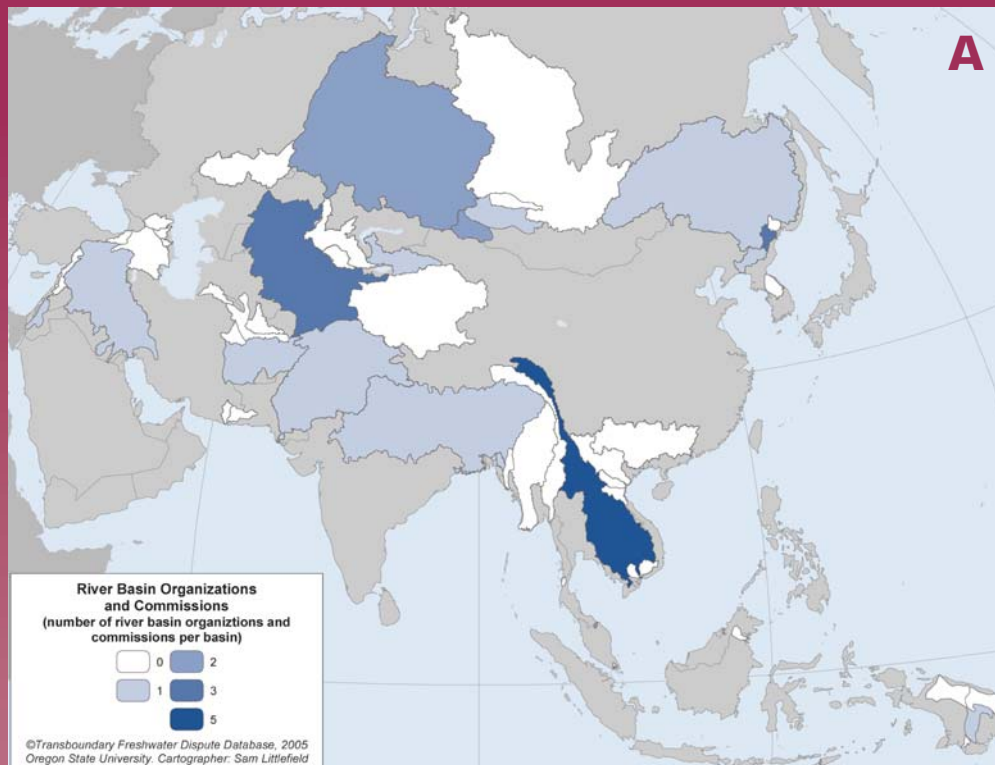 A
River Basin Organizations
and Commissions
(number of river basin organiztions and
commissions per basin)
0 2
1 3
5
©Transboundary Freshwater Dispute Database, 2005
Oregon State University. Cartographer: Sam Littlefield